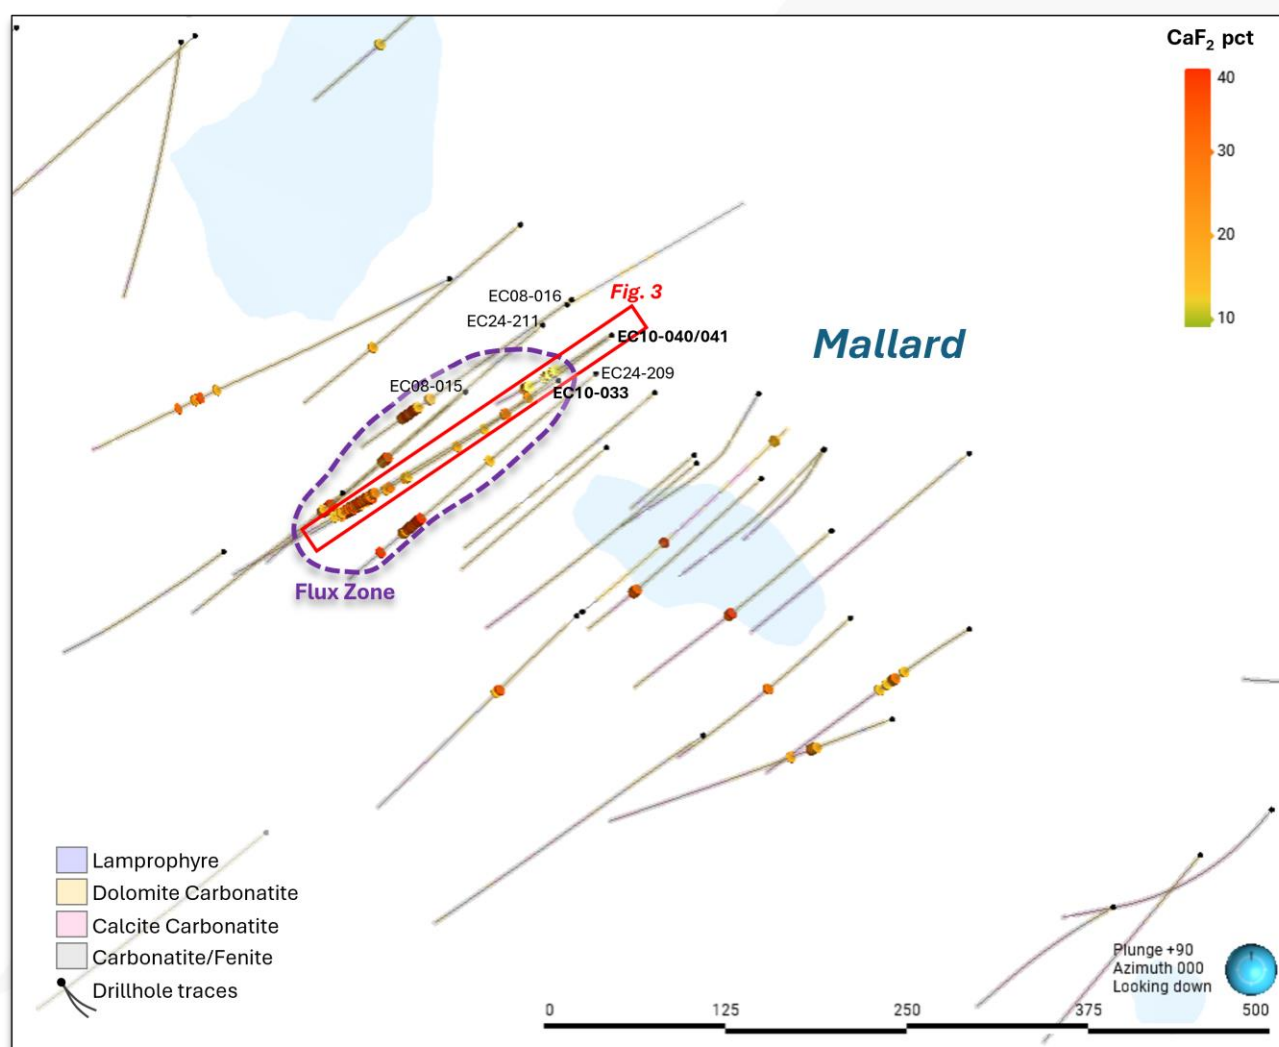 CaF₂ pct
40
30
20
10
EC08-016
Fig. 3
EC24-211
EC10-040/041
Mallard
EC24-209
EC08-015
EC10-033
Flux Zone
Lamprophyre
Dolomite Carbonatite
Calcite Carbonatite
Carbonatite/Fenite
Drillhole traces
Plunge +90
Azimuth 000
Looking down
0 125 250 375 500